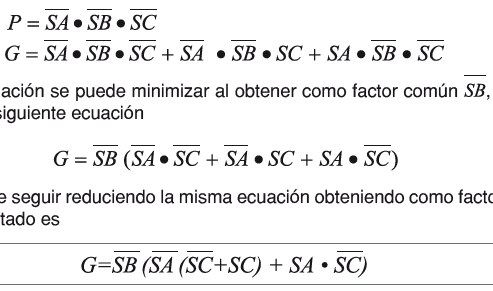 P = S̅A̅ • S̅B̅ • S̅C̅
G = S̅A̅ • S̅B̅ • S̅C̅ + S̅A̅ • S̅B̅ • SC + SA • S̅B̅ • S̅C̅
ación se puede minimizar al obtener como factor común S̅B̅,
siguiente ecuación
G = S̅B̅ (S̅A̅ • S̅C̅ + S̅A̅ • SC + SA • S̅C̅)
e seguir reduciendo la misma ecuación obteniendo como facto
tado es
G=S̅B̅ (S̅A̅ (S̅C̅+SC) + SA • S̅C̅)